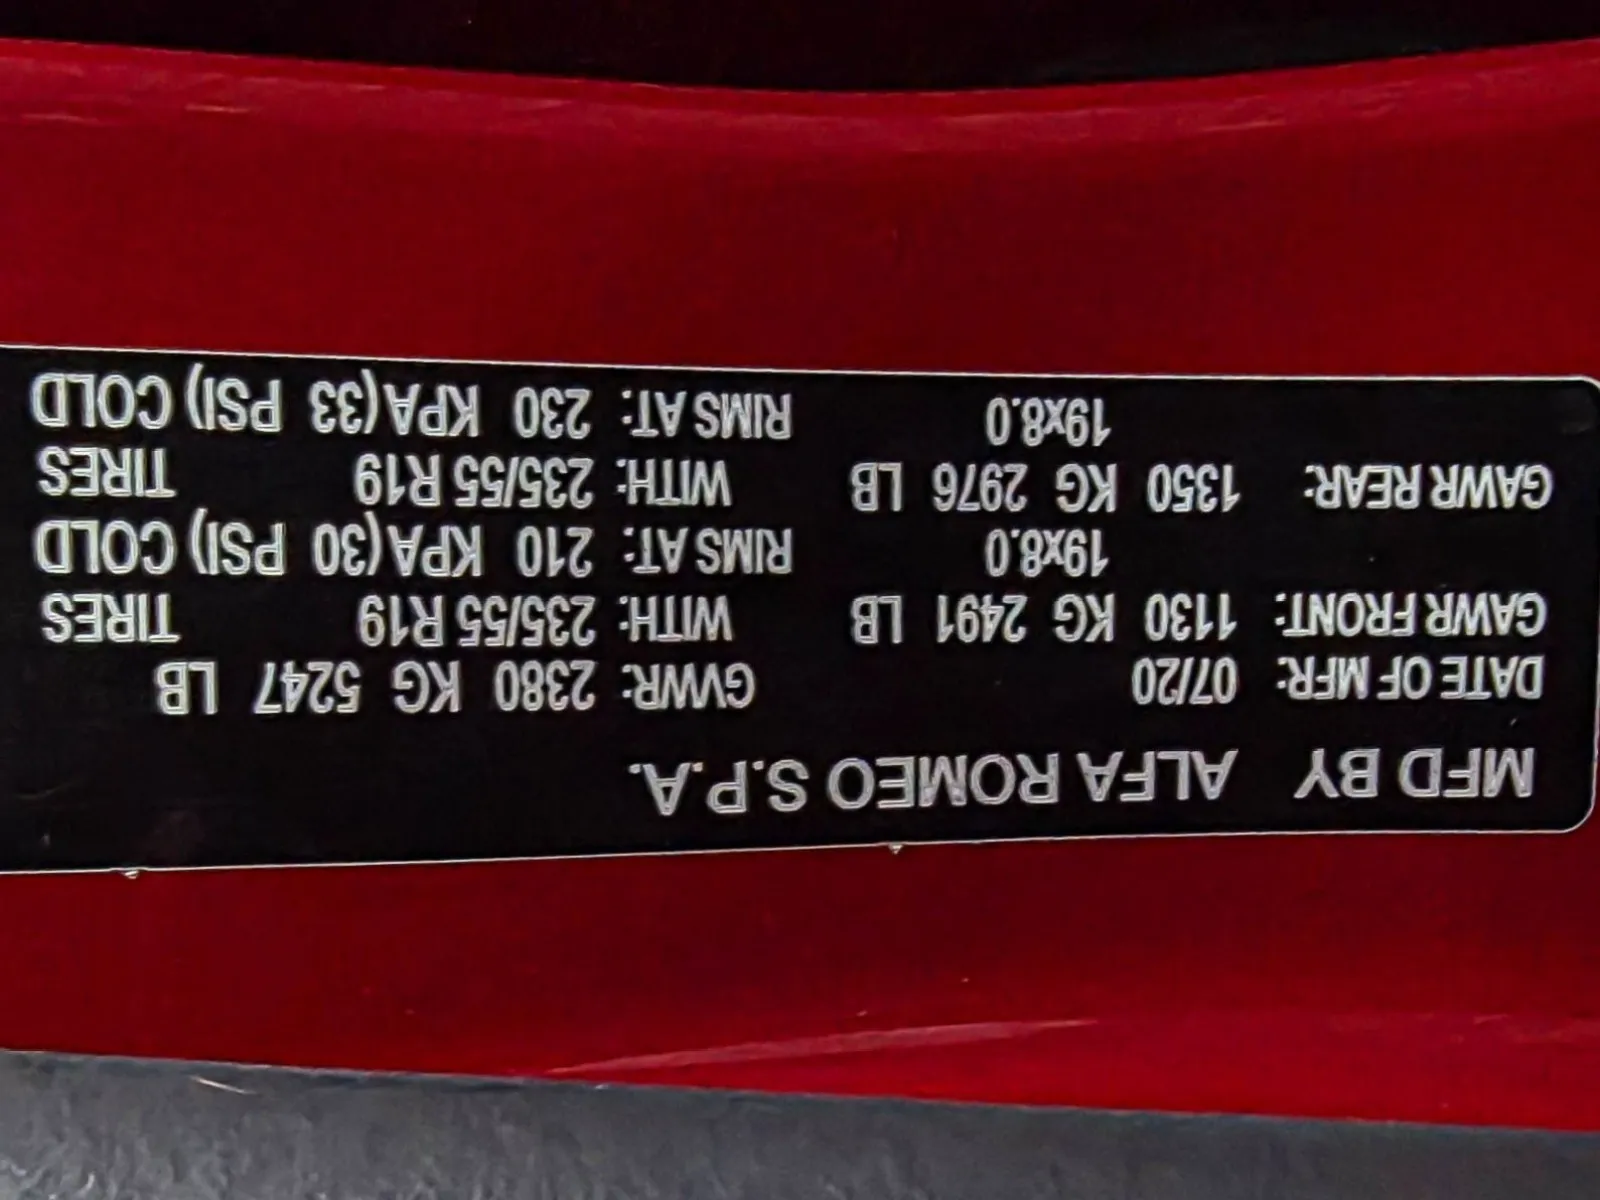 MFD BY ALFA ROMEO S.P.A.
DATE OF MFR: 07/20 GVWR: 2380 KG 5247 LB
GAWR FRONT: 1130 KG 2491 LB WITH: 235/55 R19 TIRES
19x8.0 RIMS AT: 210 KPA(30 PSI) COLD
GAWR REAR: 1350 KG 2976 LB WITH: 235/55 R19 TIRES
19x8.0 RIMS AT: 230 KPA(33 PSI) COLD